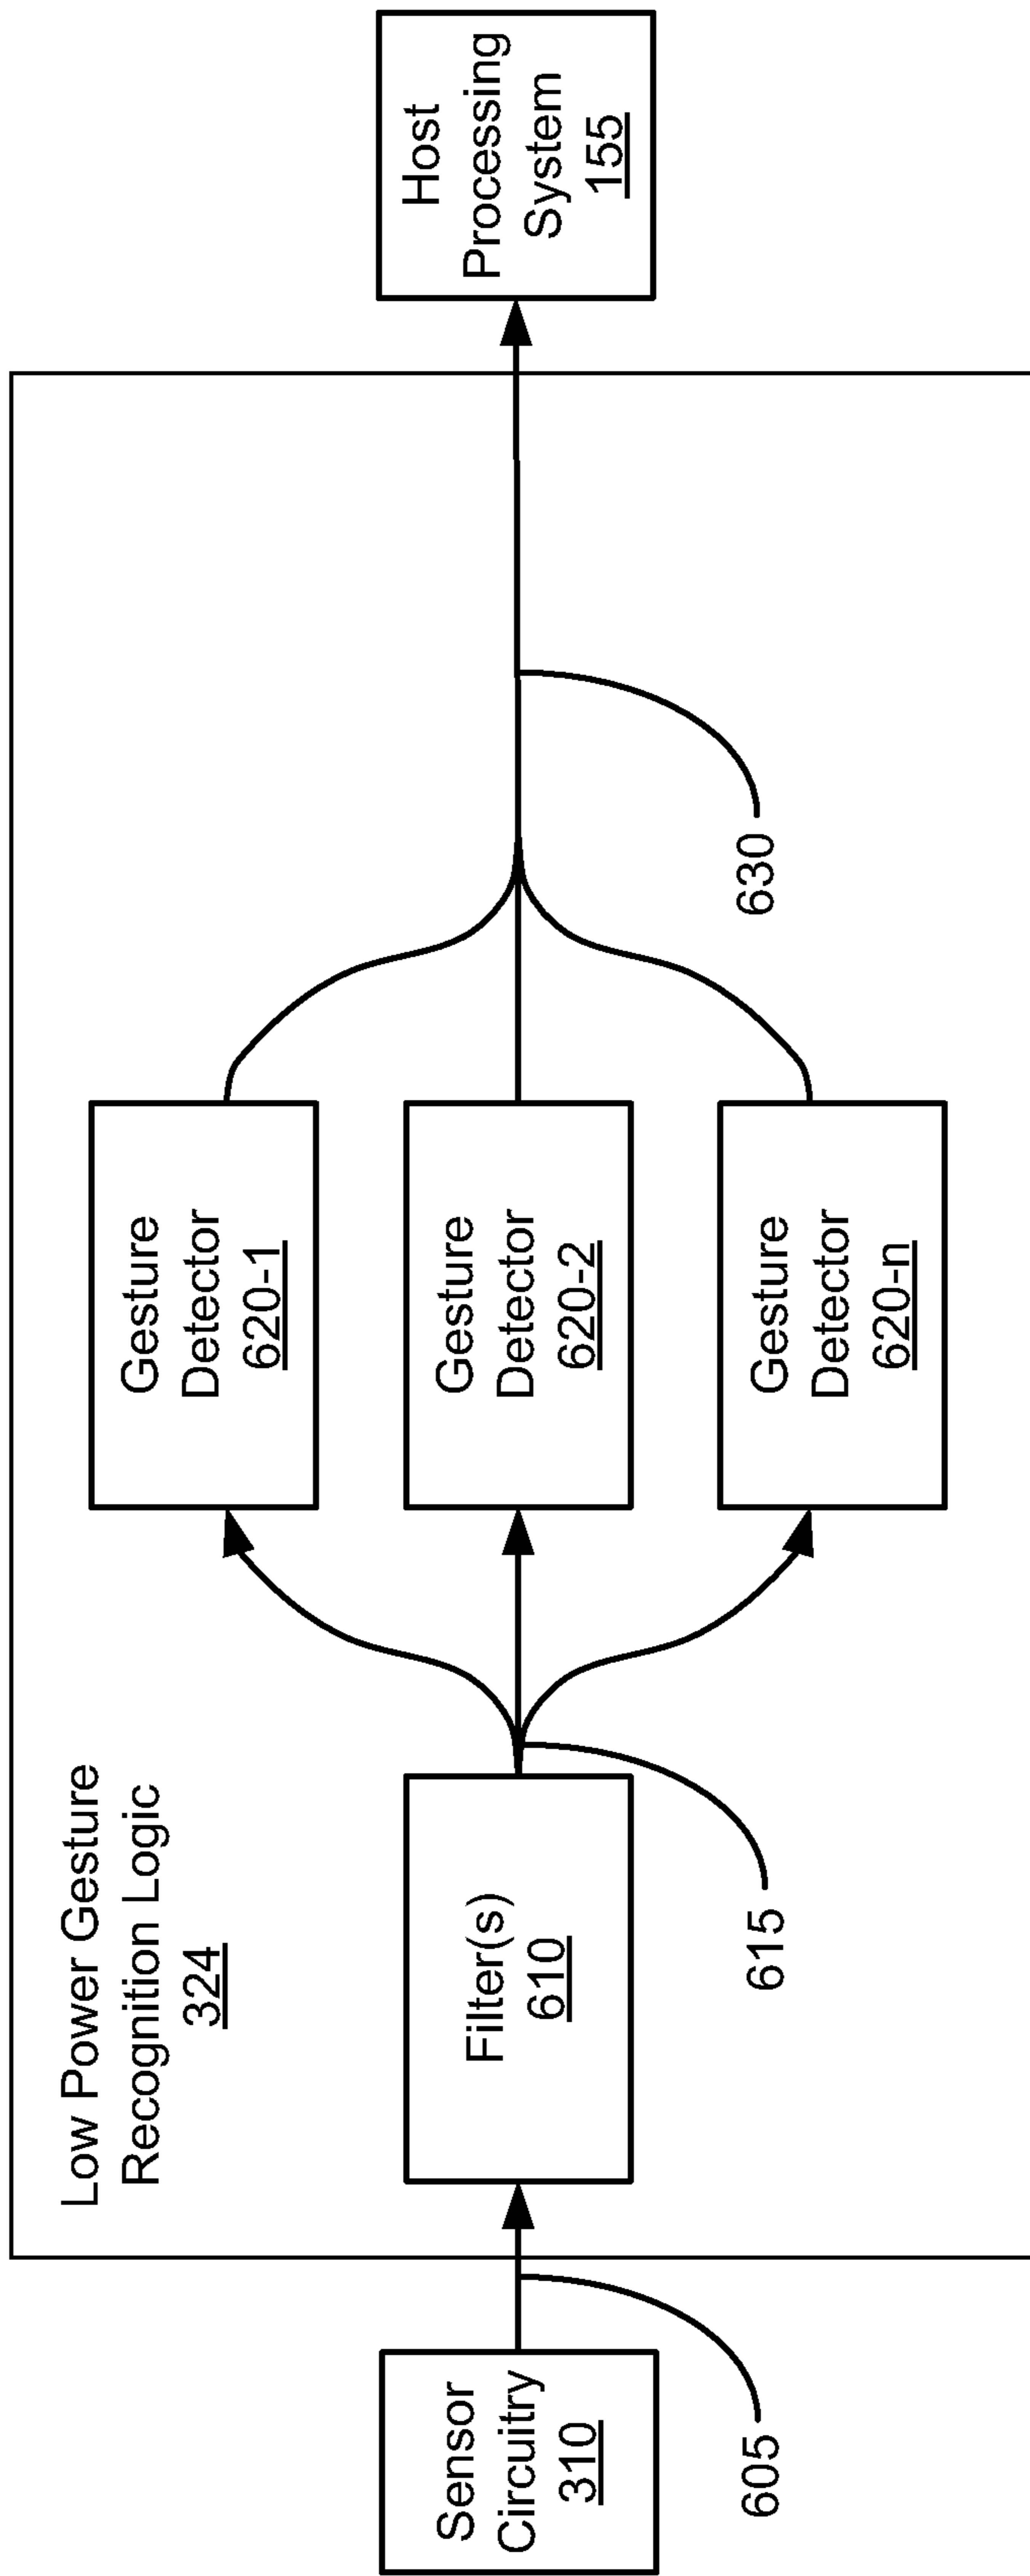 Low Power Gesture
Recognition Logic
324
Sensor
Circuitry
310
605
Filter(s)
610
615
Gesture
Detector
620-1
Gesture
Detector
620-2
Gesture
Detector
620-n
630
Host
Processing
System
155